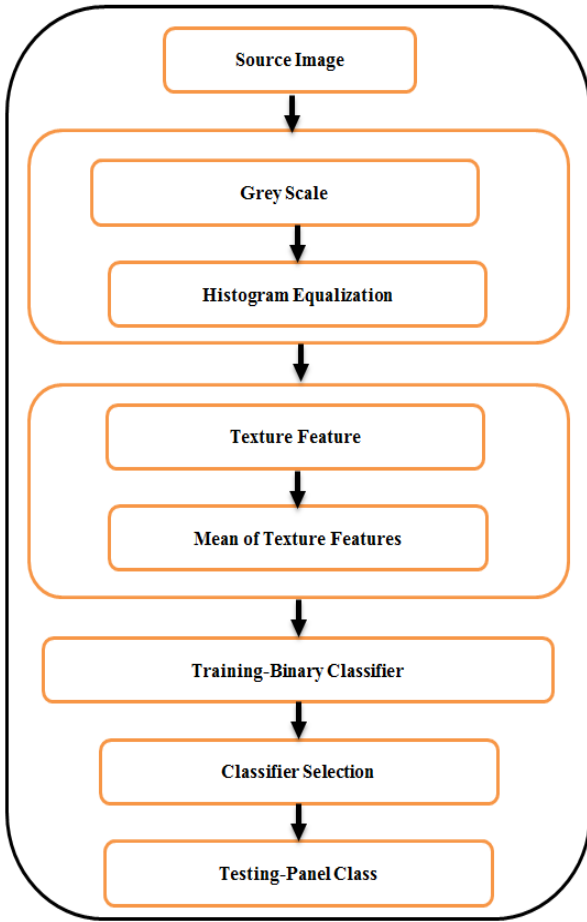 Source Image
Grey Scale
Histogram Equalization
Texture Feature
Mean of Texture Features
Training-Binary Classifier
Classifier Selection
Testing-Panel Class